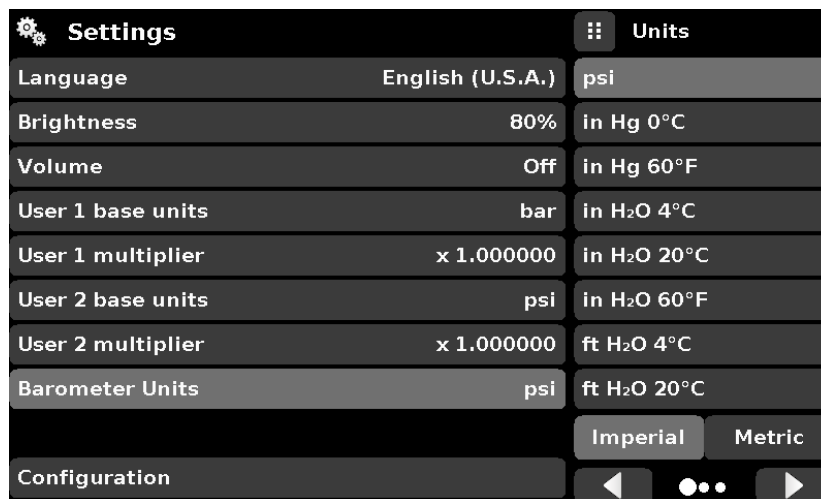 Settings
Language English (U.S.A.)
Brightness 80%
Volume Off
User 1 base units bar
User 1 multiplier x 1.000000
User 2 base units psi
User 2 multiplier x 1.000000
Barometer Units psi
Configuration
Units
psi
in Hg 0°C
in Hg 60°F
in H₂O 4°C
in H₂O 20°C
in H₂O 60°F
ft H₂O 4°C
ft H₂O 20°C
Imperial Metric